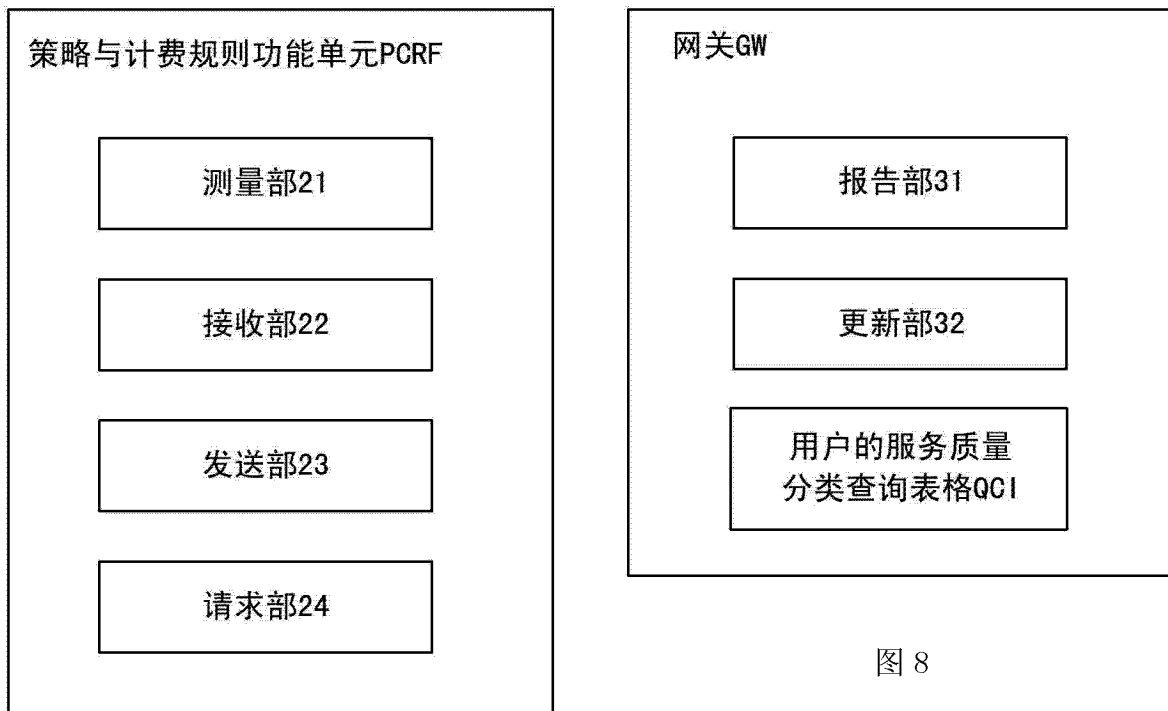 策略与计费规则功能单元PCRF
测量部21
接收部22
发送部23
请求部24
网关GW
报告部31
更新部32
用户的服务质量
分类查询表格QCI
图 8